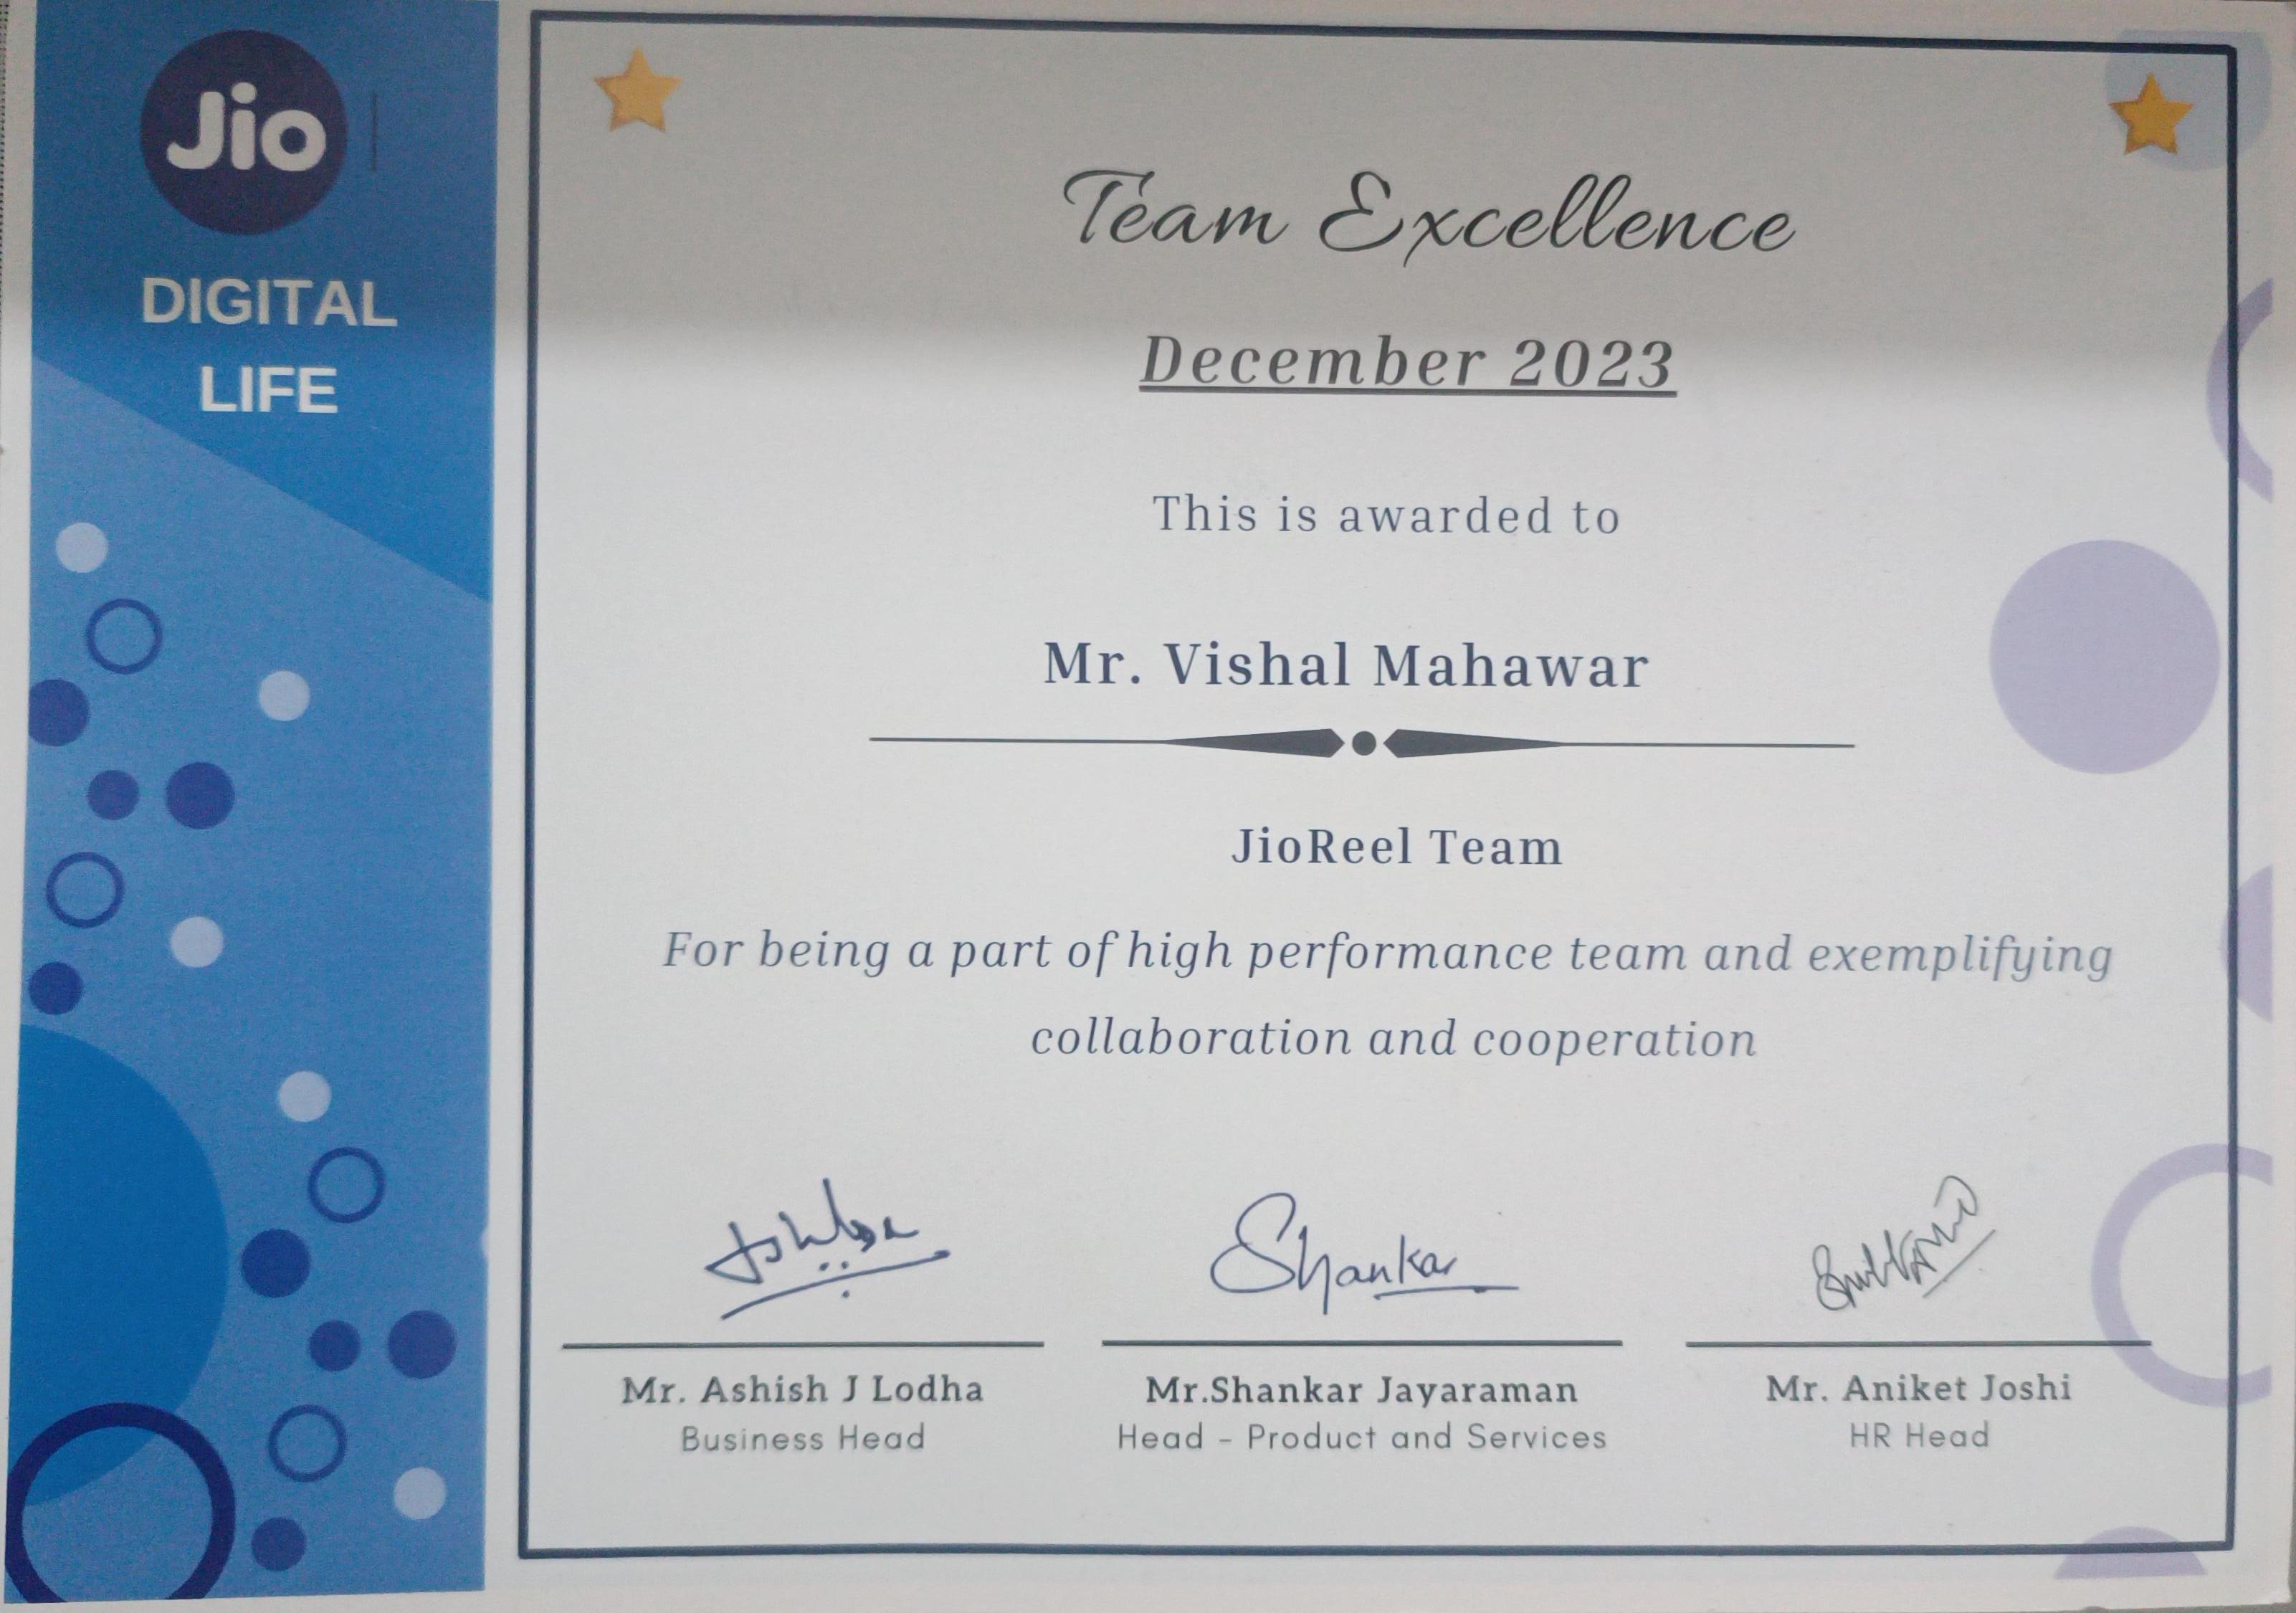 Jio
DIGITAL
LIFE
Team Excellence
December 2023
This is awarded to
Mr. Vishal Mahawar
JioReel Team
For being a part of high performance team and exemplifying
collaboration and cooperation
Shankar
Mr. Ashish J Lodha
Business Head
Mr.Shankar Jayaraman
Head - Product and Services
Mr. Aniket Joshi
HR Head